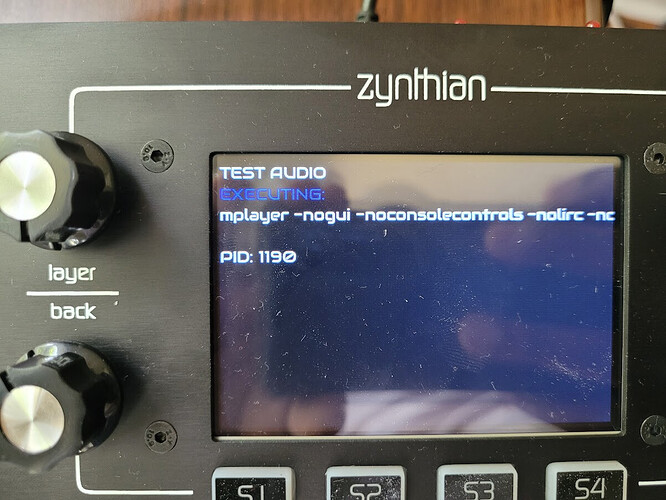 zynthian
TEST AUDIO
EXECUTING:
mplayer -nogui -noconsolecontrols -nolirc -nc
PID: 1190
layer
back
S1 S2 S3 S4